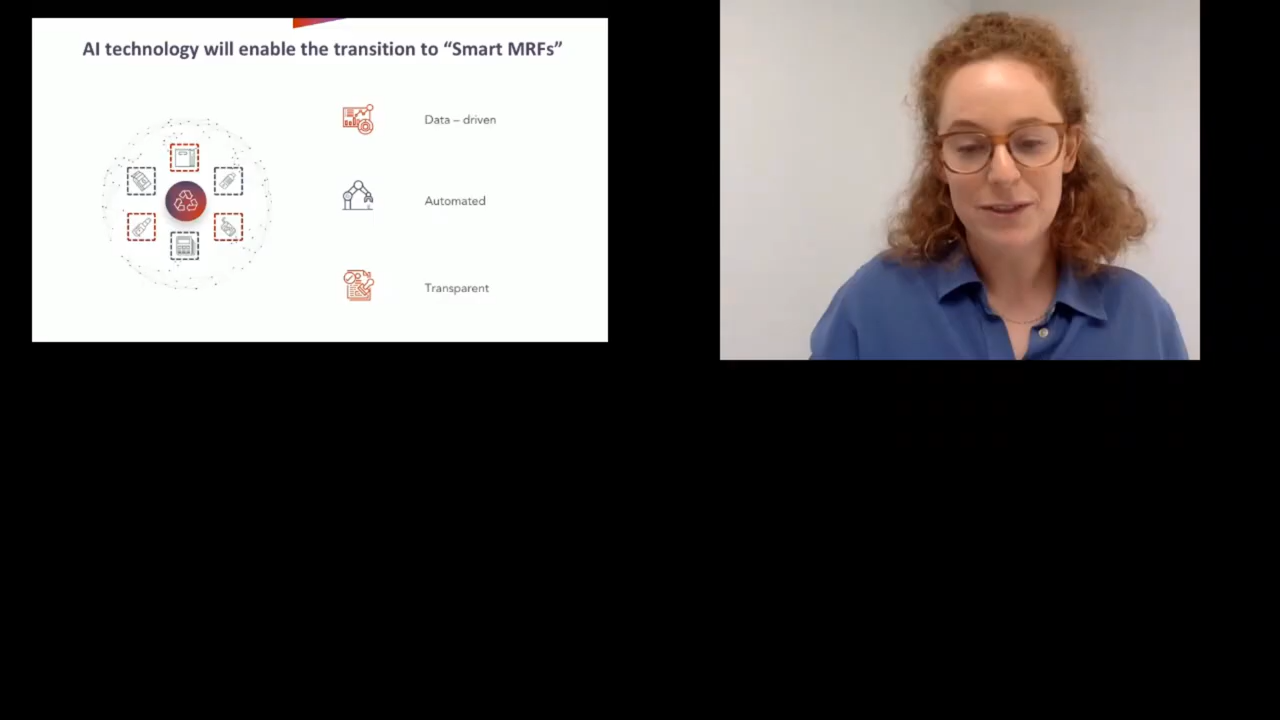 AI technology will enable the transition to “Smart MRFs”
Data – driven
Automated
Transparent